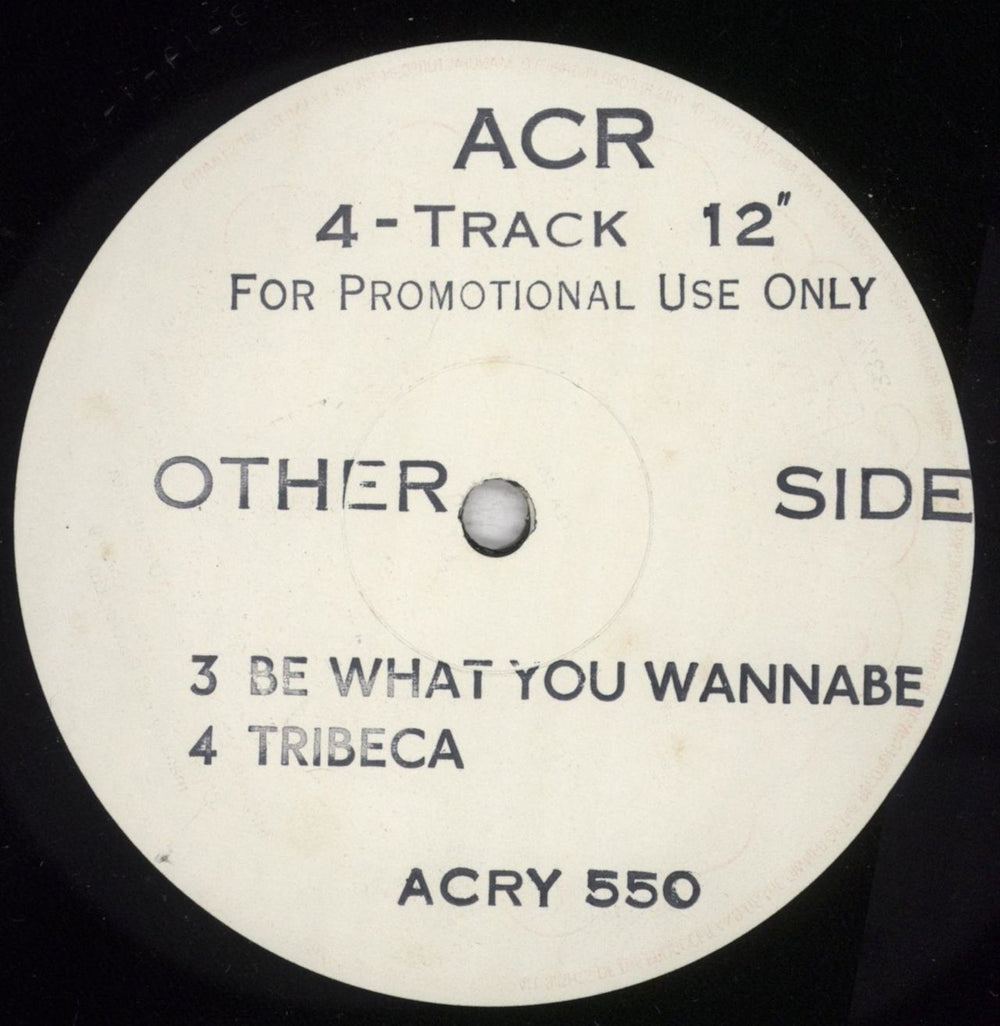 ACR
4-TRACK 12"
FOR PROMOTIONAL USE ONLY
OTHER SIDE
3 BE WHAT YOU WANNABE
4 TRIBECA
ACRY 550